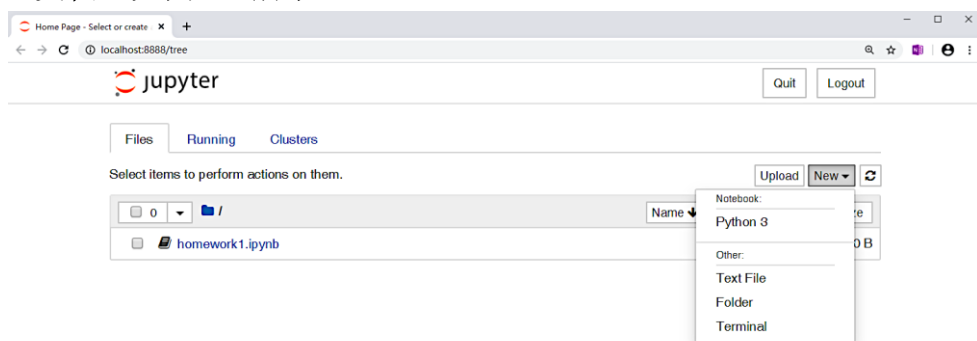 Home Page - Select or create
localhost:8888/tree
jupyter
Quit Logout
Files Running Clusters
Select items to perform actions on them.
Upload New
0 /
Name
homework1.ipynb
0 B
Notebook:
Python 3
Other:
Text File
Folder
Terminal